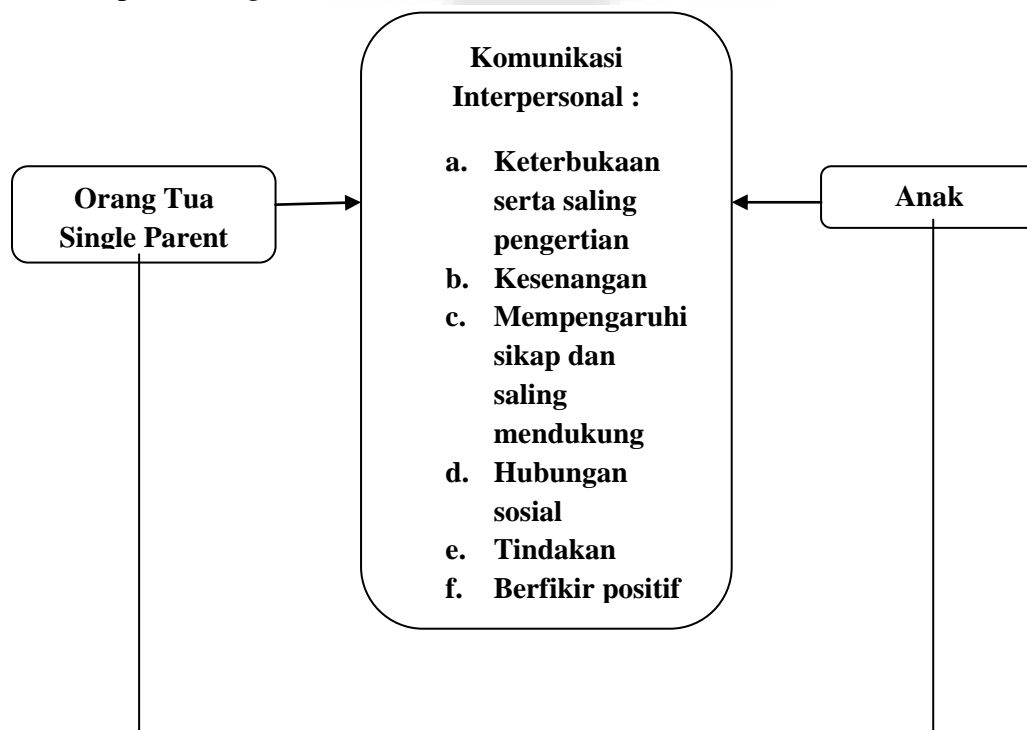 Komunikasi
Interpersonal :
a. Keterbukaan
serta saling
pengertian
b. Kesenangan
c. Mempengaruhi
sikap dan
saling
mendukung
d. Hubungan
sosial
e. Tindakan
f. Berfikir positif
Orang Tua
Single Parent
Anak